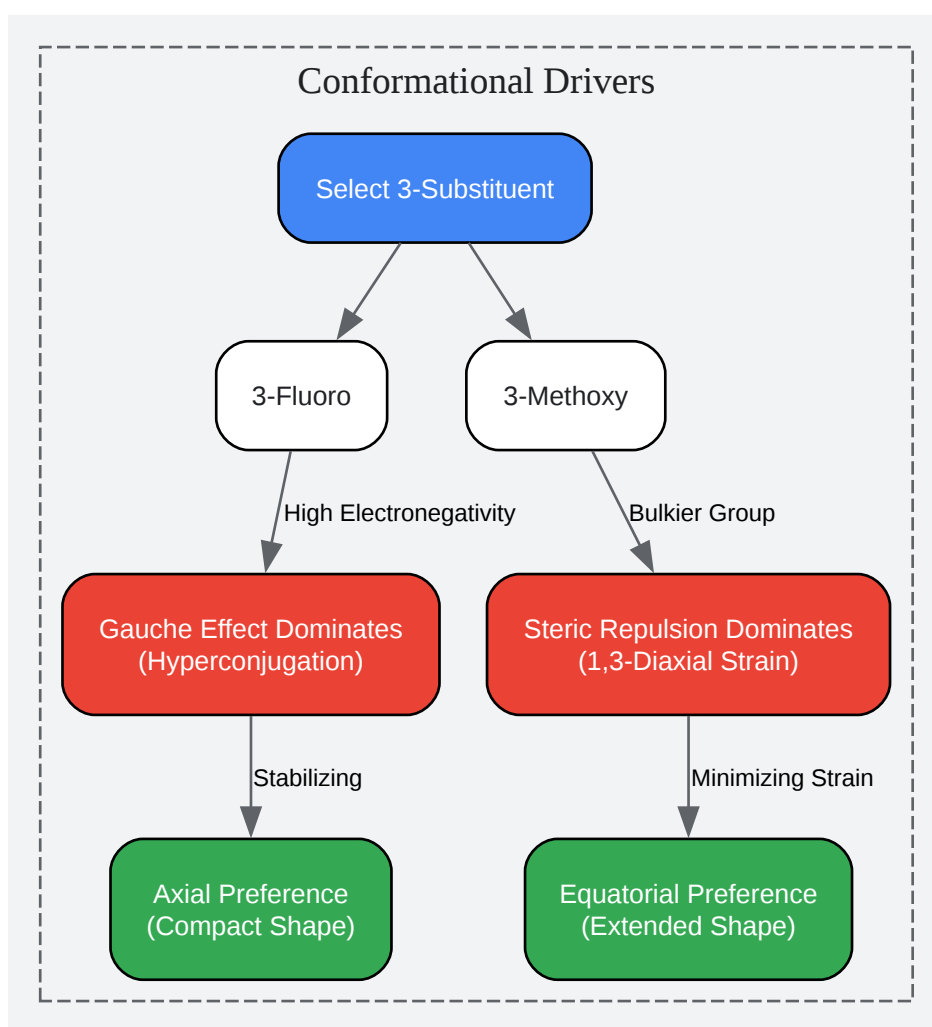 Conformational Drivers
Select 3-Substituent
3-Fluoro
3-Methoxy
High Electronegativity
Bulkier Group
Gauche Effect Dominates
(Hyperconjugation)
Steric Repulsion Dominates
(1,3-Diaxial Strain)
Stabilizing
Minimizing Strain
Axial Preference
(Compact Shape)
Equatorial Preference
(Extended Shape)